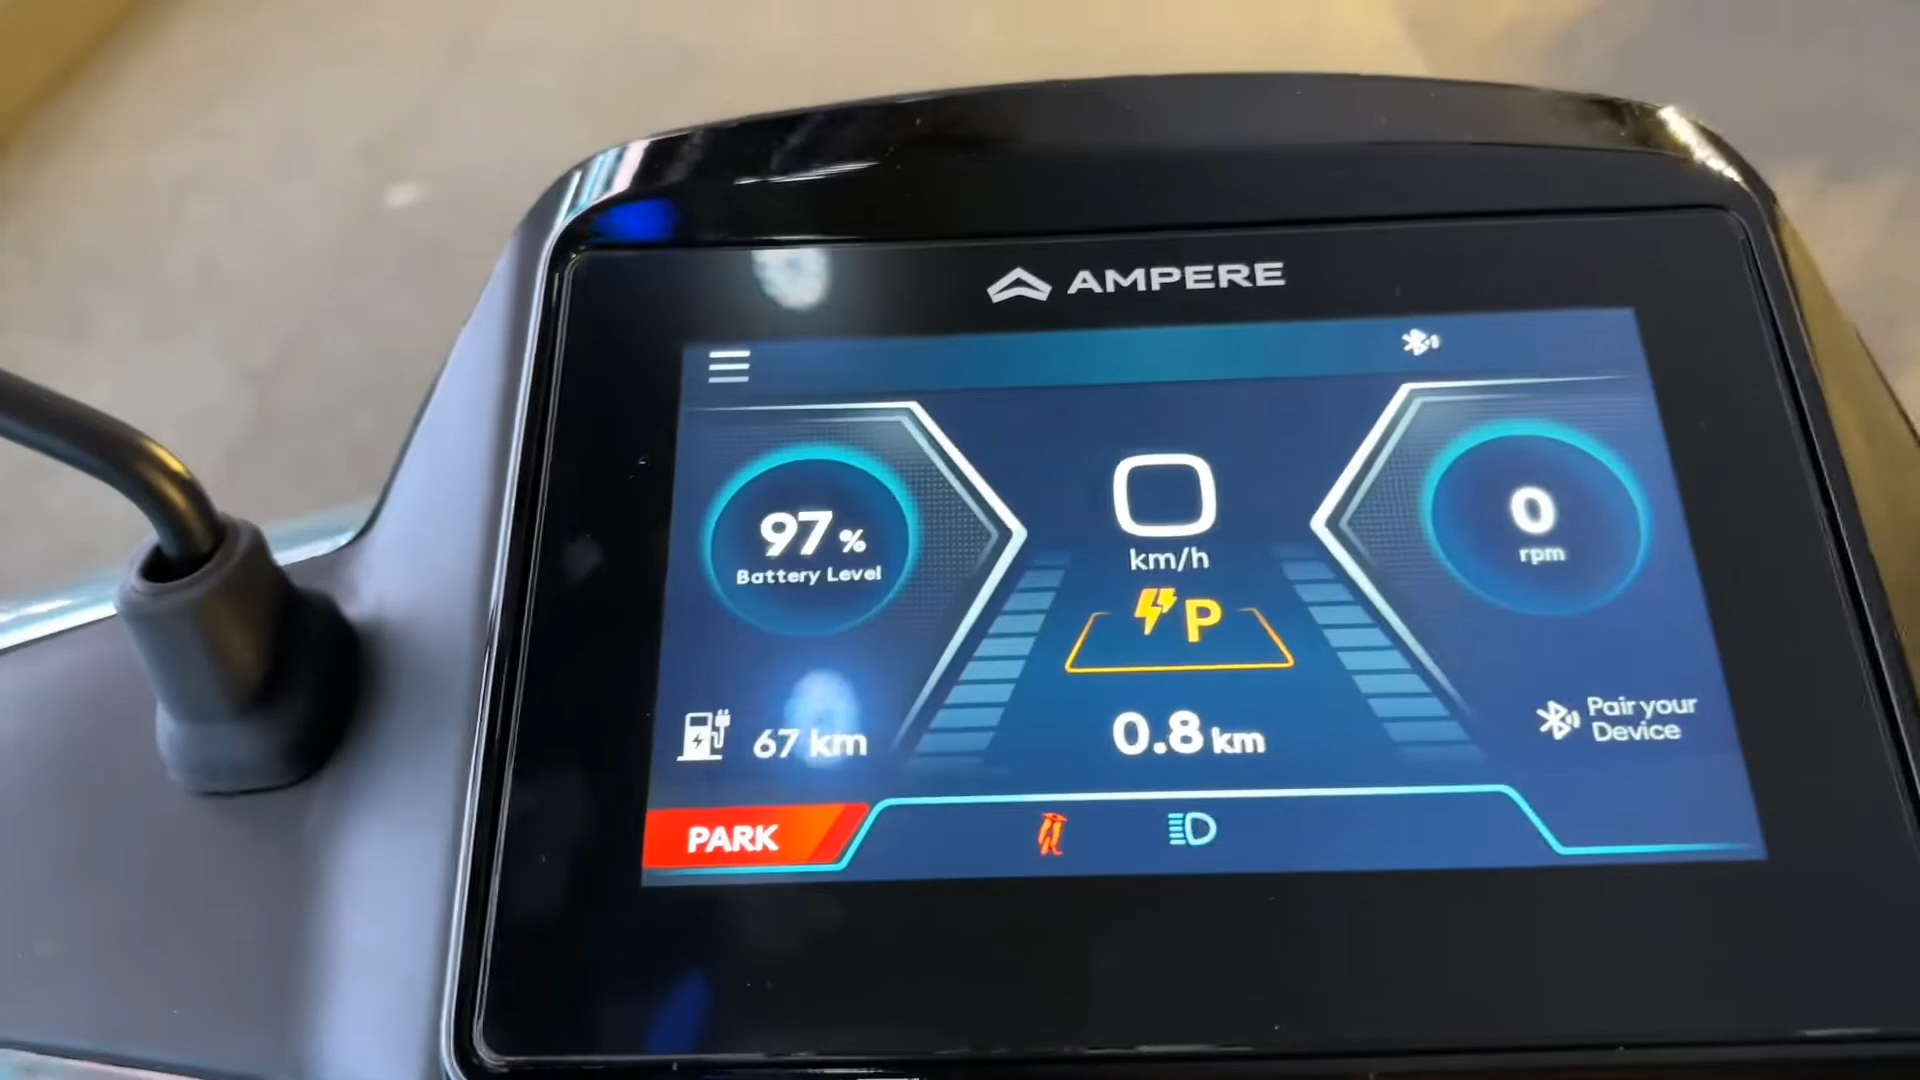 AMPERE
97 %
Battery Level
0
km/h
P
0
rpm
67 km
0.8 km
Pair your
Device
PARK